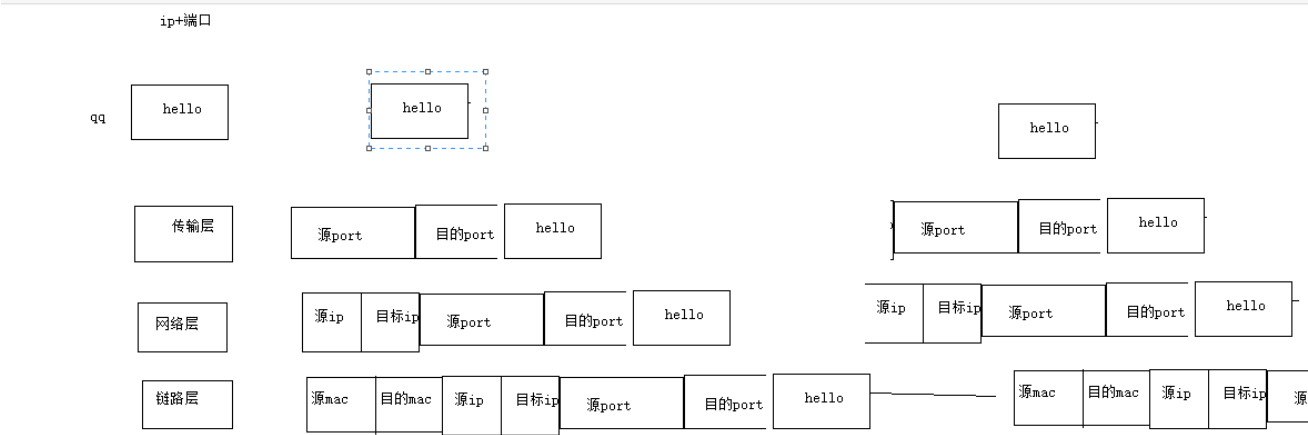 ip+端口
qq
hello
hello
hello
传输层
源port
目的port
hello
源port
目的port
hello
网络层
源ip
目标ip
源port
目的port
hello
源ip
目标ip
源port
目的port
hello
链路层
源mac
目的mac
源ip
目标ip
源port
目的port
hello
源mac
目的mac
源ip
目标ip
源